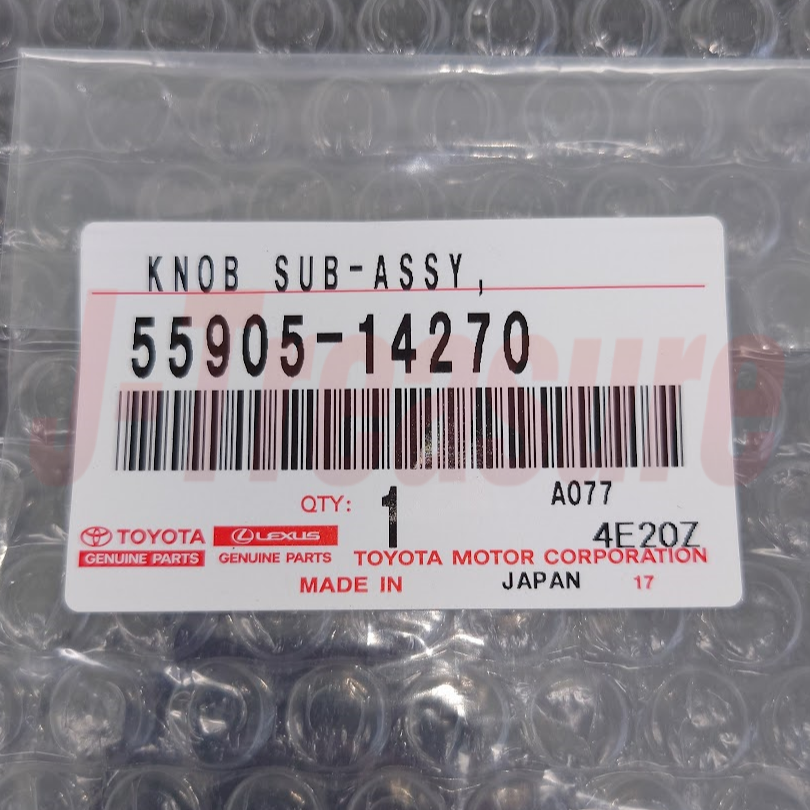 KNOB SUB-ASSY,
55905-14270
J-Treasure
QTY: 1 A077
4E20Z
TOYOTA LEXUS
GENUINE PARTS GENUINE PARTS TOYOTA MOTOR CORPORATION
MADE IN JAPAN 17